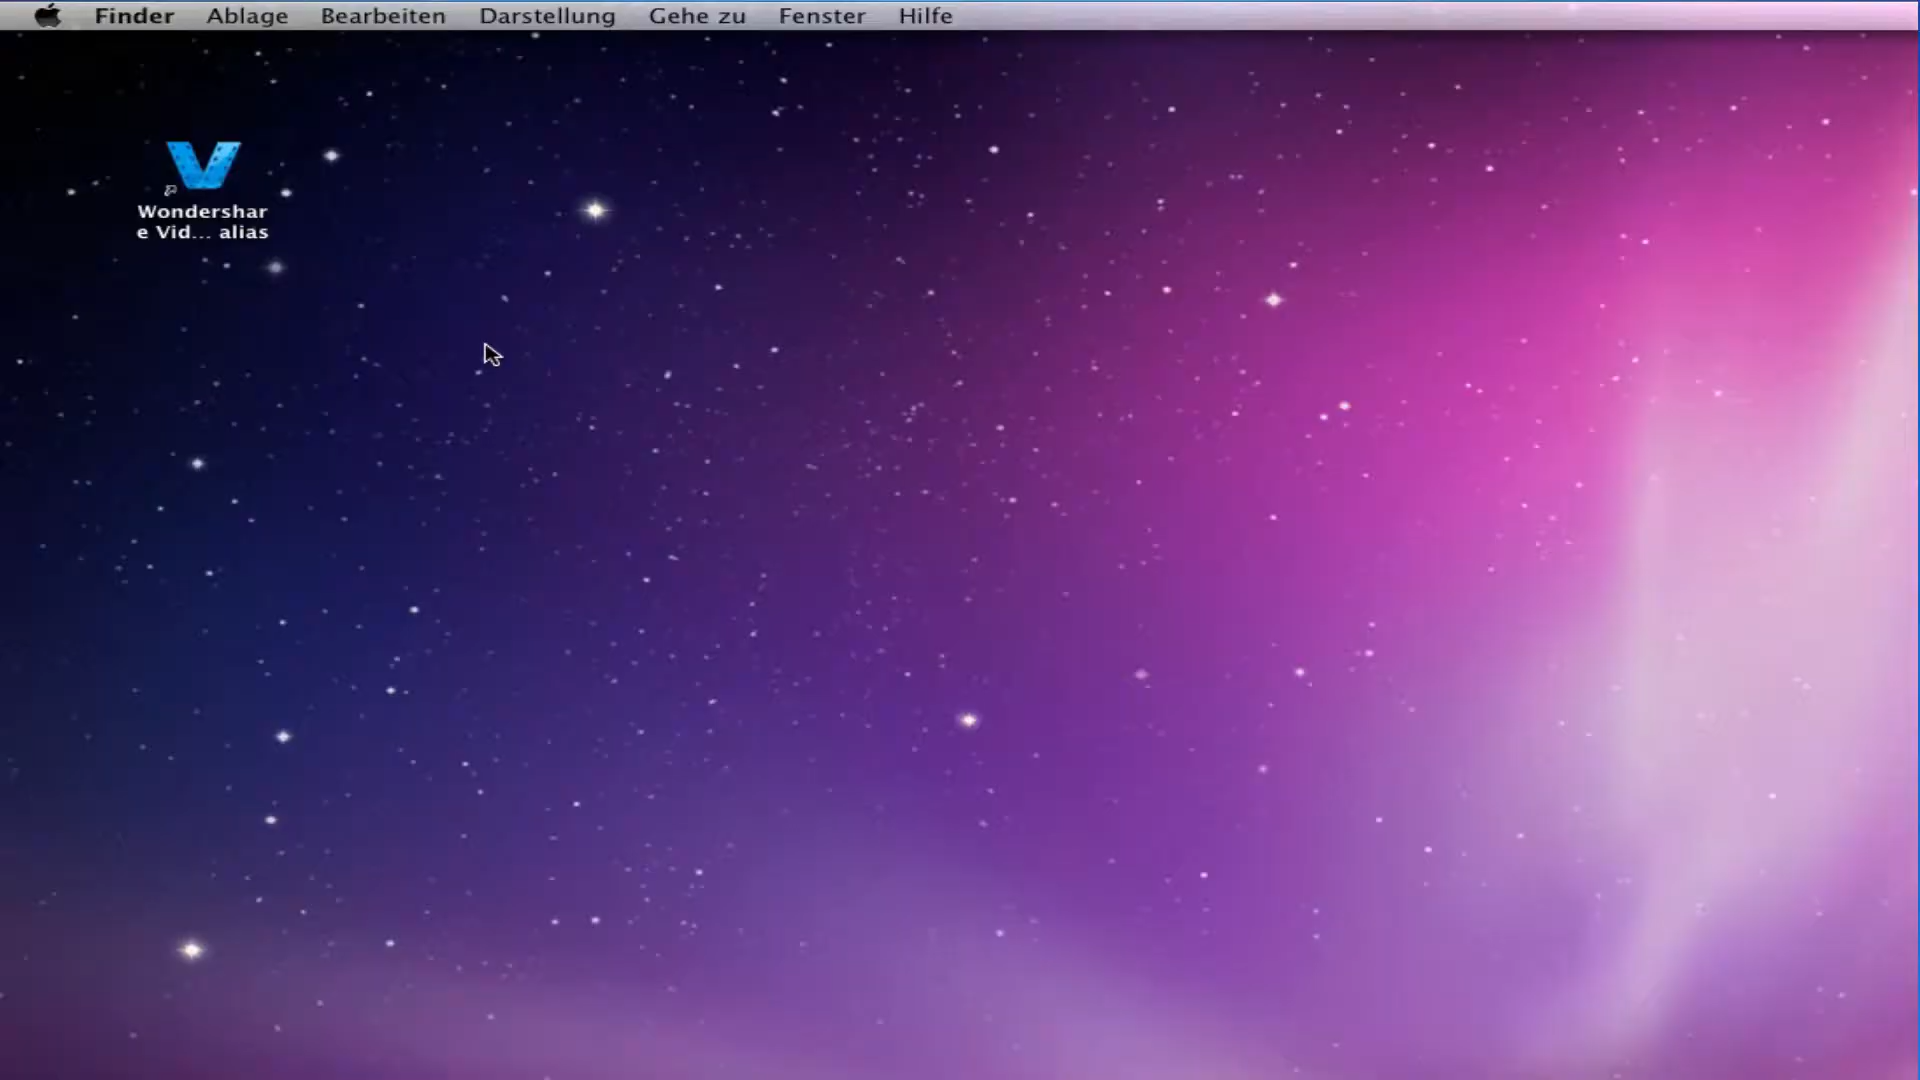 Finder Ablage Bearbeiten Darstellung Gehe zu Fenster Hilfe
Wondershar
e Vid... alias